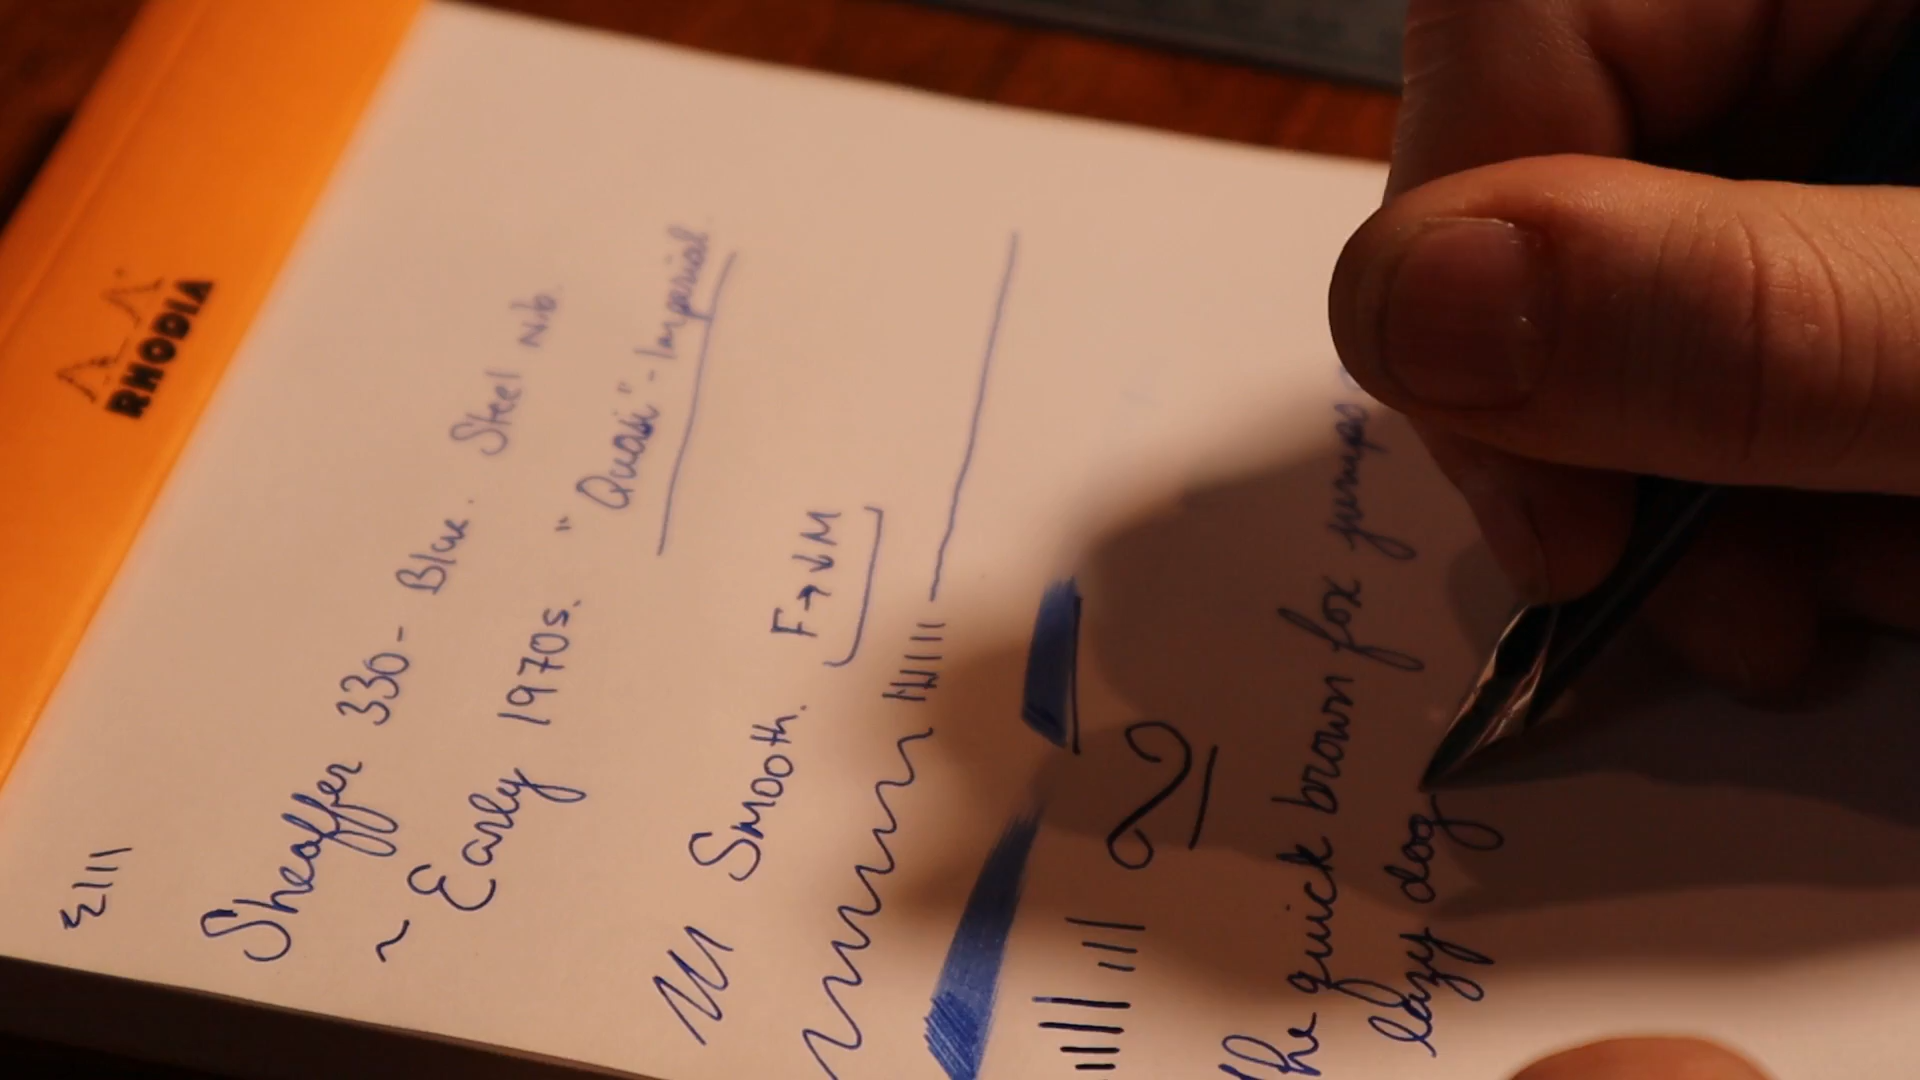 RHODIA
Sheaffer 330 - Blue. Steel nib.
~ Early 1970s. "Quasi"-Imperial
Smooth. F → M
The quick brown fox jumps
lazy dog